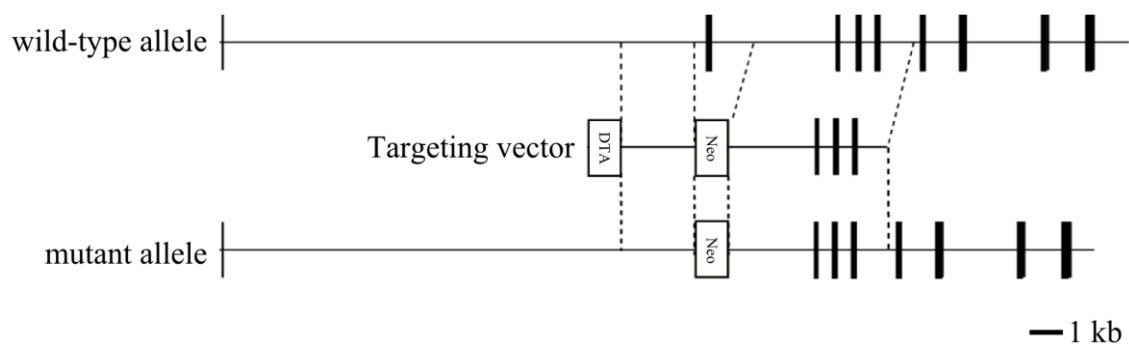 wild-type allele
DTA
Neo
Targeting vector
Neo
mutant allele
1 kb